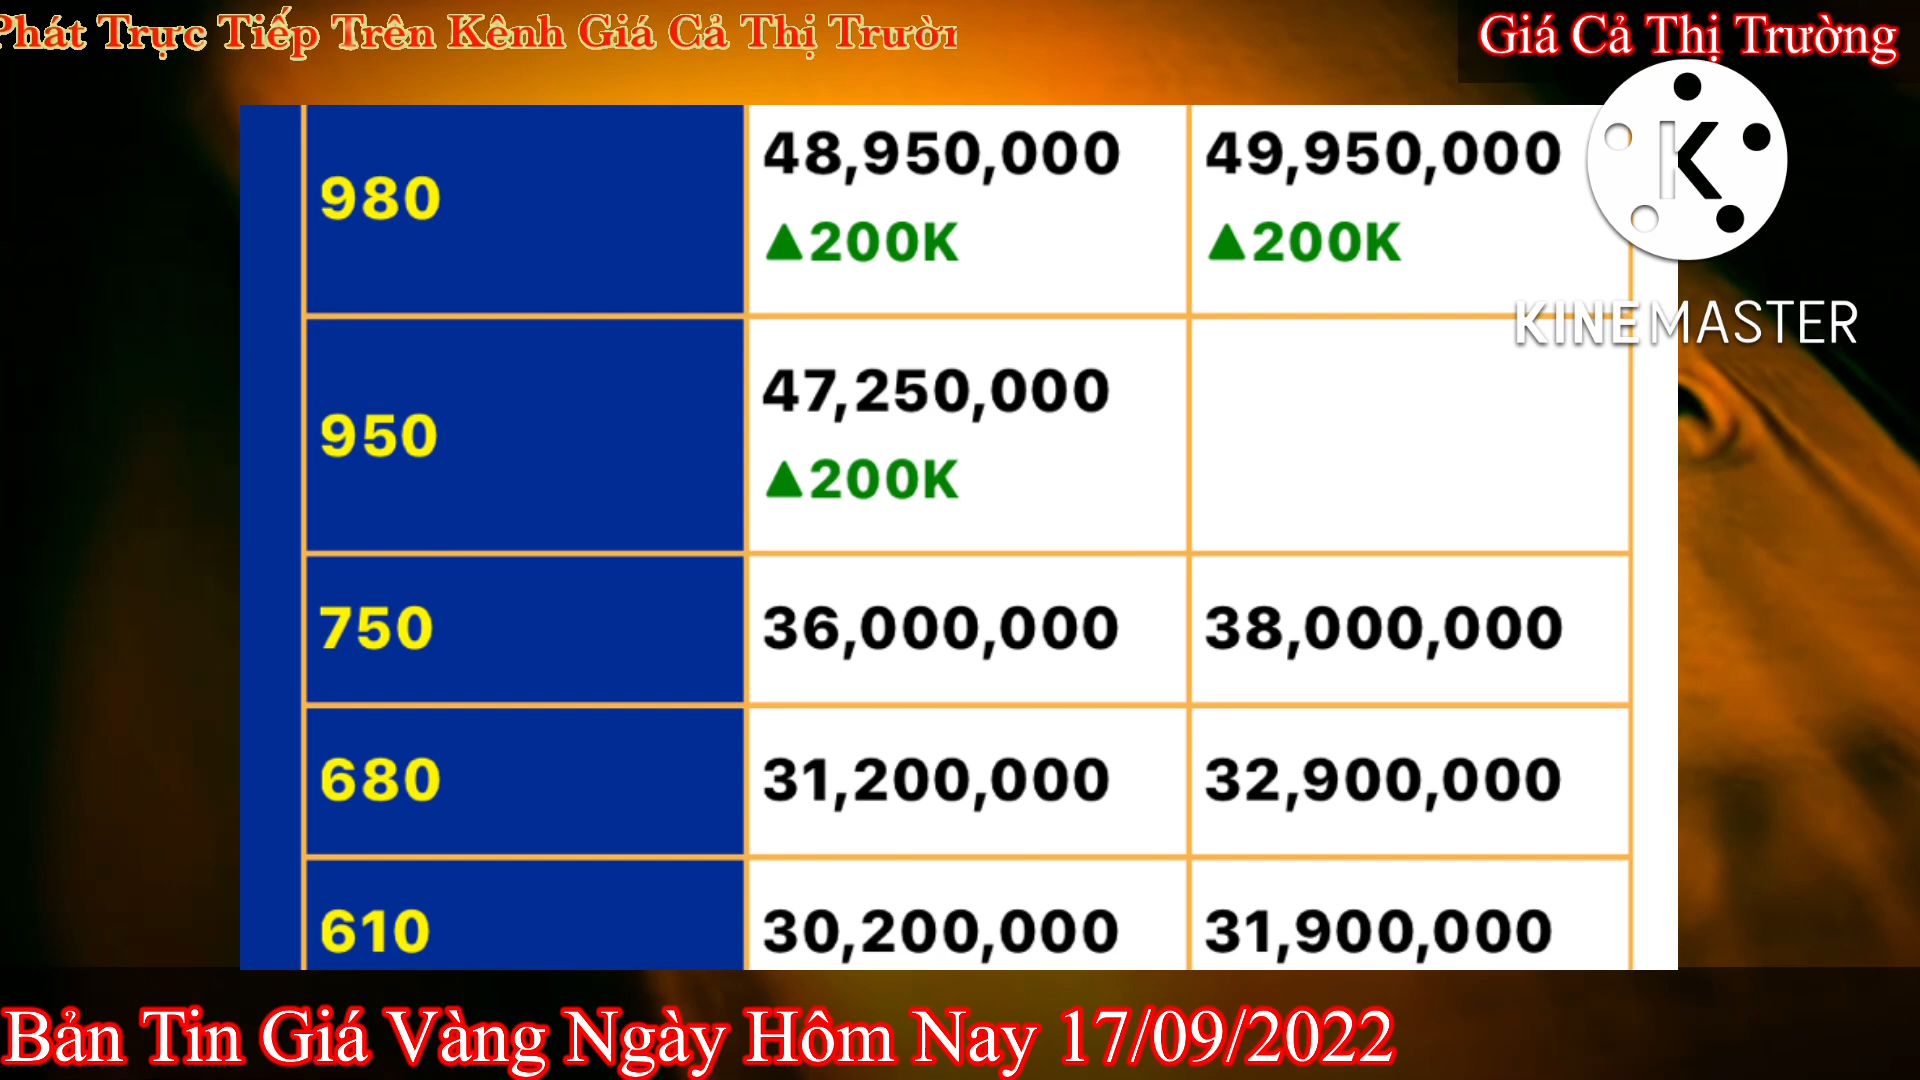 Phát Trực Tiếp Trên Kênh Giá Cả Thị Trườn
Giá Cả Thị Trường
K
KINEMASTER
980 48,950,000 49,950,000
▲200K ▲200K
950 47,250,000
▲200K
750 36,000,000 38,000,000
680 31,200,000 32,900,000
610 30,200,000 31,900,000
Bản Tin Giá Vàng Ngày Hôm Nay 17/09/2022